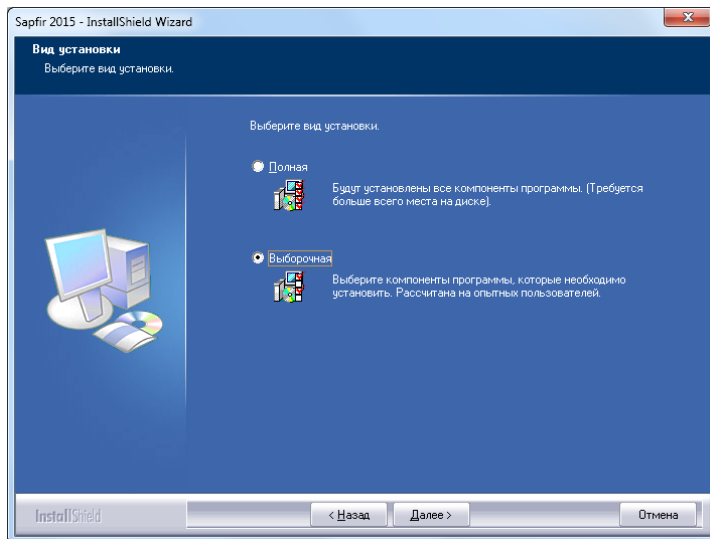 Sapfir 2015 - InstallShield Wizard
Вид установки
Выберите вид установки.
Выберите вид установки.
Полная
Будут установлены все компоненты программы. (Требуется
больше всего места на диске).
Выборочная
Выберите компоненты программы, которые необходимо
установить. Рассчитана на опытных пользователей.
InstallShield
< Назад
Далее >
Отмена